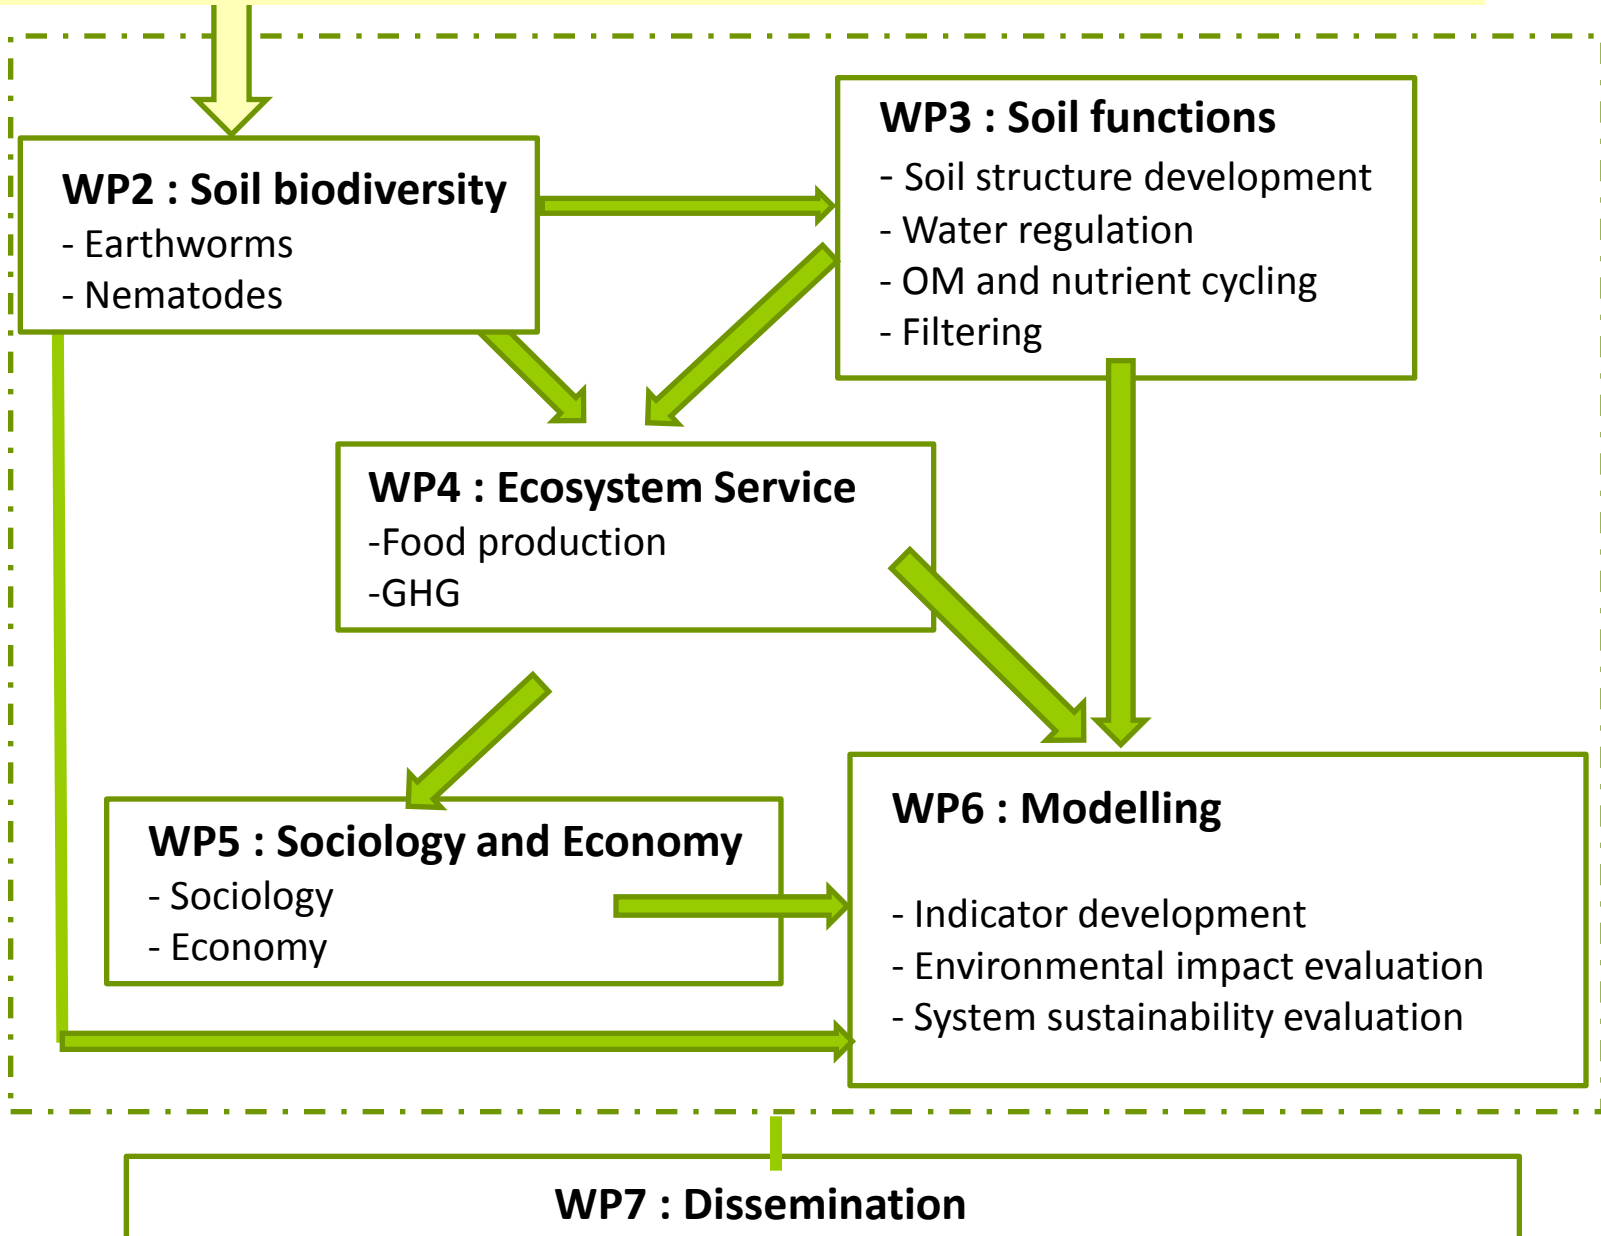 WP2 : Soil biodiversity
- Earthworms
- Nematodes
WP3 : Soil functions
- Soil structure development
- Water regulation
- OM and nutrient cycling
- Filtering
WP4 : Ecosystem Service
-Food production
-GHG
WP5 : Sociology and Economy
- Sociology
- Economy
WP6 : Modelling
- Indicator development
- Environmental impact evaluation
- System sustainability evaluation
WP7 : Dissemination